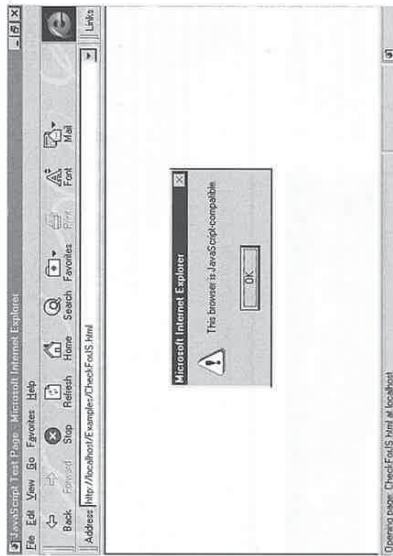 JavaScript Test Page - Microsoft Internet Explorer
File Edit View Go Favorites Help
Back Forward Stop Refresh Home Search Favorites Print Font Mail
Address http://localhost/Examples/CheckForJS.html Links
Microsoft Internet Explorer
This browser is JavaScript-compatible.
OK
Opening page: CheckForJS.html at localhost